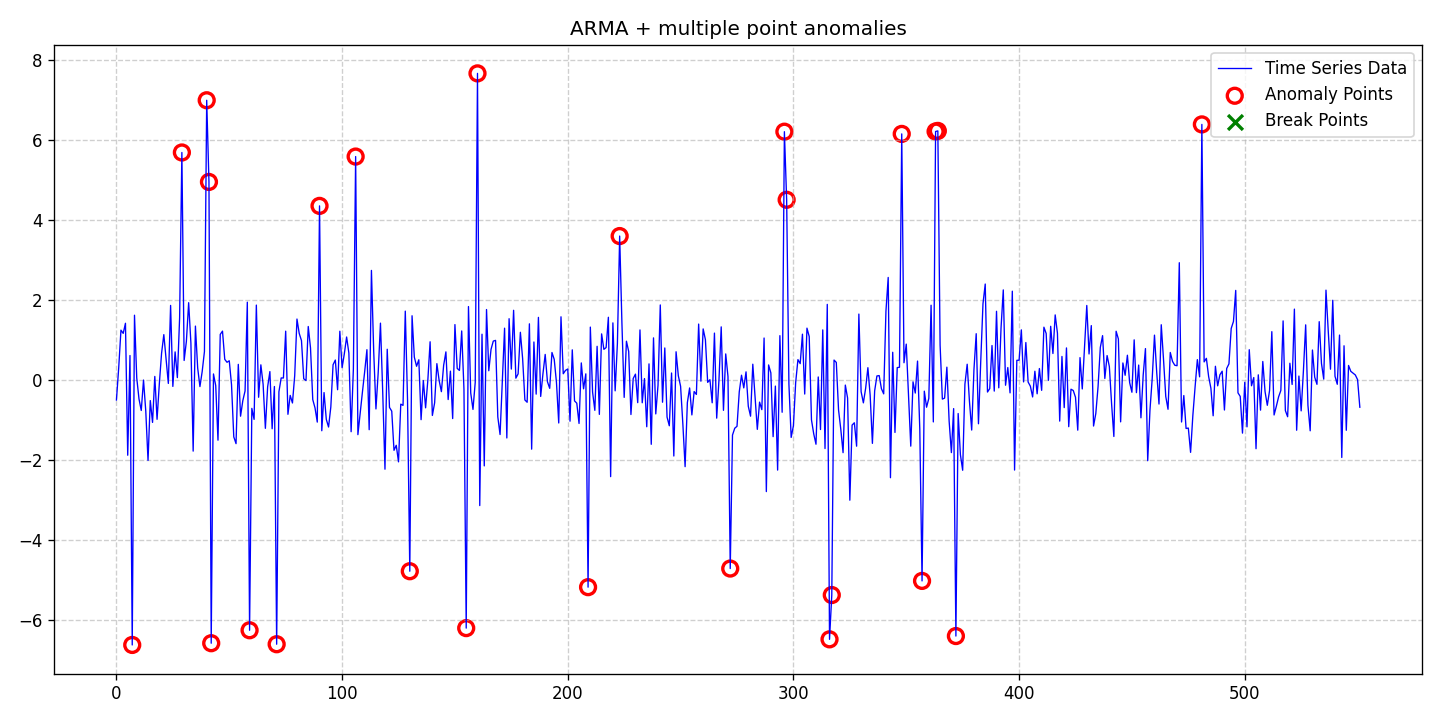 ARMA + multiple point anomalies
Time Series Data
Anomaly Points
Break Points
8
6
4
2
0
−2
−4
−6
0 100 200 300 400 500